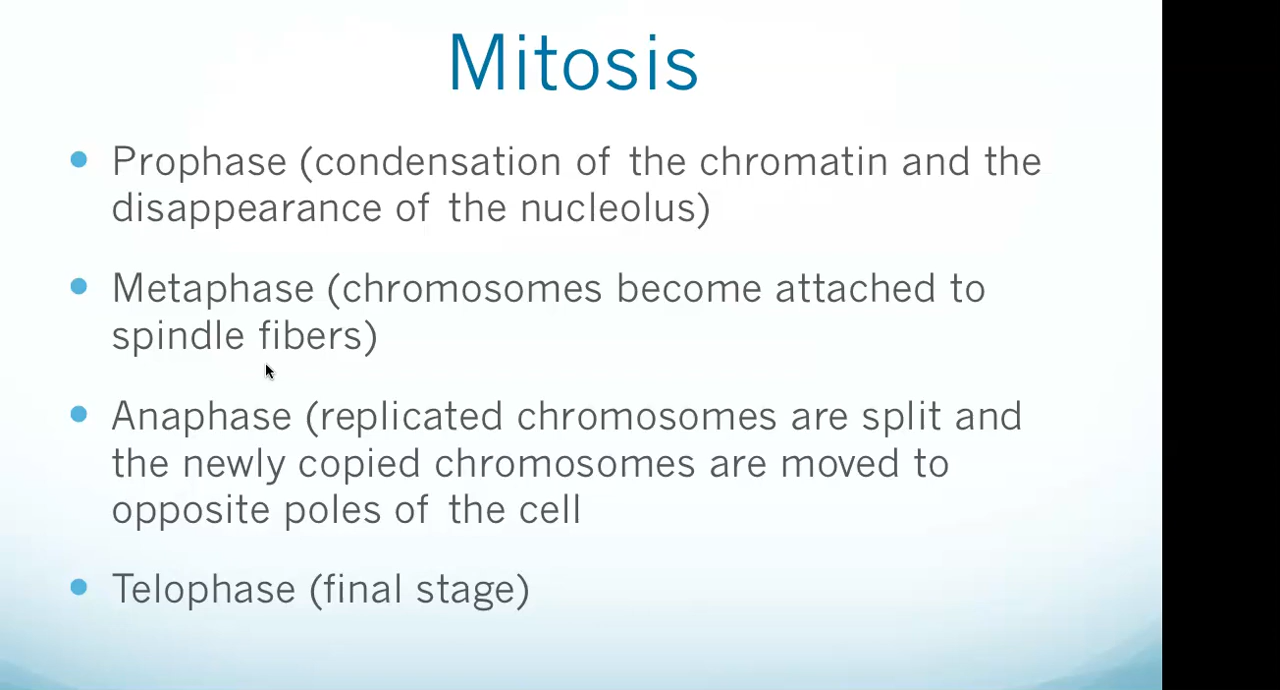 Mitosis
Prophase (condensation of the chromatin and the
disappearance of the nucleolus)
Metaphase (chromosomes become attached to
spindle fibers)
Anaphase (replicated chromosomes are split and
the newly copied chromosomes are moved to
opposite poles of the cell
Telophase (final stage)